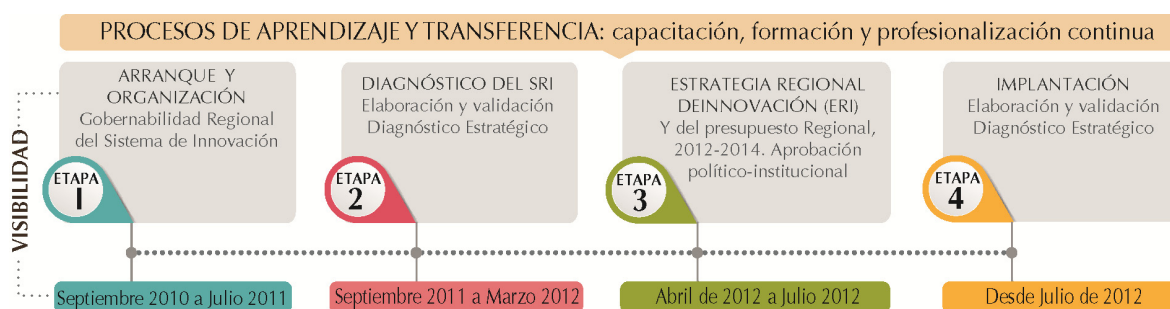 PROCESOS DE APRENDIZAJE Y TRANSFERENCIA: capacitación, formación y profesionalización continua
VISIBILIDAD
ARRANQUE Y
ORGANIZACIÓN
Gobernabilidad Regional
del Sistema de Innovación
ETAPA
1
Septiembre 2010 a Julio 2011
DIAGNÓSTICO DEL SRI
Elaboración y validación
Diagnóstico Estratégico
ETAPA
2
Septiembre 2011 a Marzo 2012
ESTRATEGIA REGIONAL
DEINNOVACIÓN (ERI)
Y del presupuesto Regional,
2012-2014. Aprobación
político-institucional
ETAPA
3
Abril de 2012 a Julio 2012
IMPLANTACIÓN
Elaboración y validación
Diagnóstico Estratégico
ETAPA
4
Desde Julio de 2012